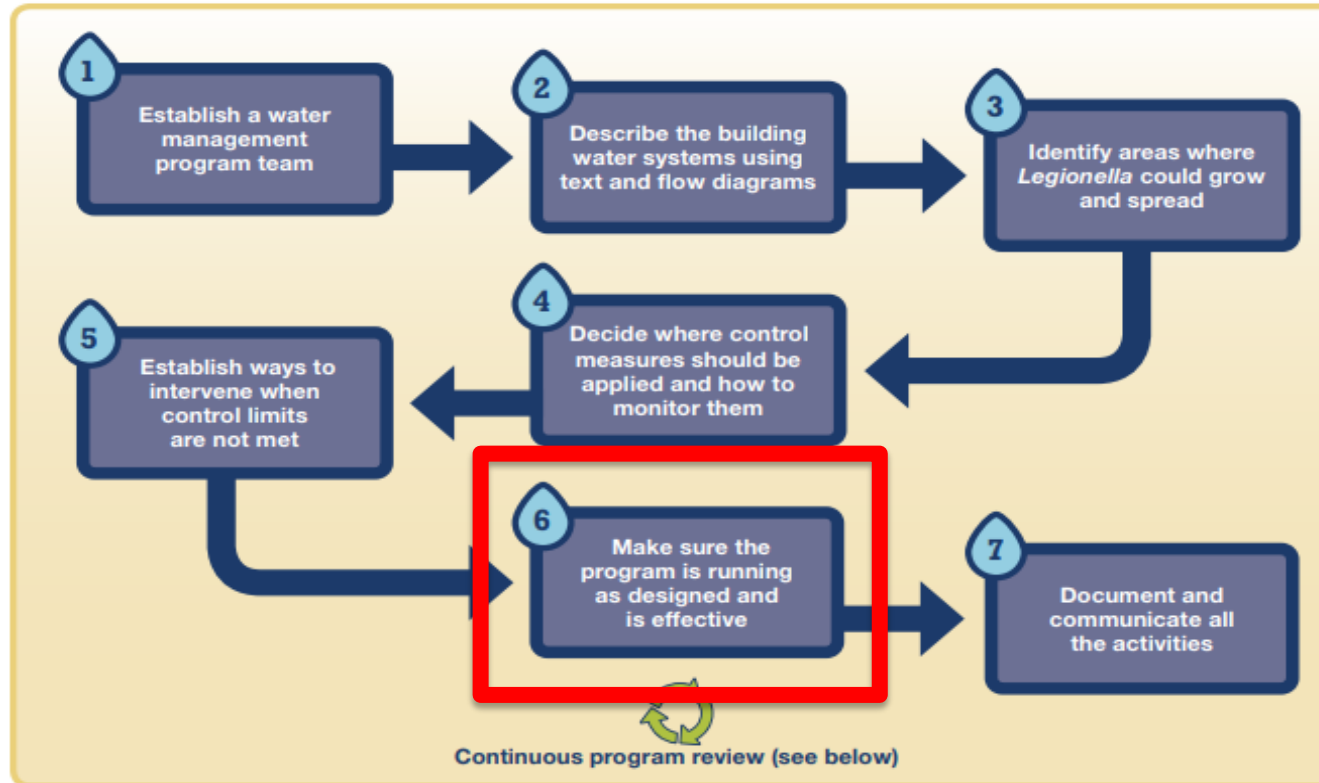 1
Establish a water
management
program team
2
Describe the building
water systems using
text and flow diagrams
3
Identify areas where
Legionella could grow
and spread
4
Decide where control
measures should be
applied and how to
monitor them
5
Establish ways to
intervene when
control limits
are not met
6
Make sure the
program is running
as designed and
is effective
7
Document and
communicate all
the activities
Continuous program review (see below)